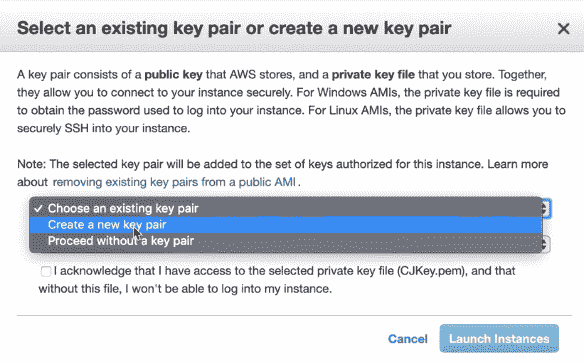 Select an existing key pair or create a new key pair
A key pair consists of a public key that AWS stores, and a private key file that you store. Together,
they allow you to connect to your instance securely. For Windows AMIs, the private key file is required
to obtain the password used to log into your instance. For Linux AMIs, the private key file allows you to
securely SSH into your instance.
Note: The selected key pair will be added to the set of keys authorized for this instance. Learn more
about removing existing key pairs from a public AMI .
✓ Choose an existing key pair
Create a new key pair
Proceed without a key pair
I acknowledge that I have access to the selected private key file (CJKey.pem), and that
without this file, I won't be able to log into my instance.
Cancel Launch Instances